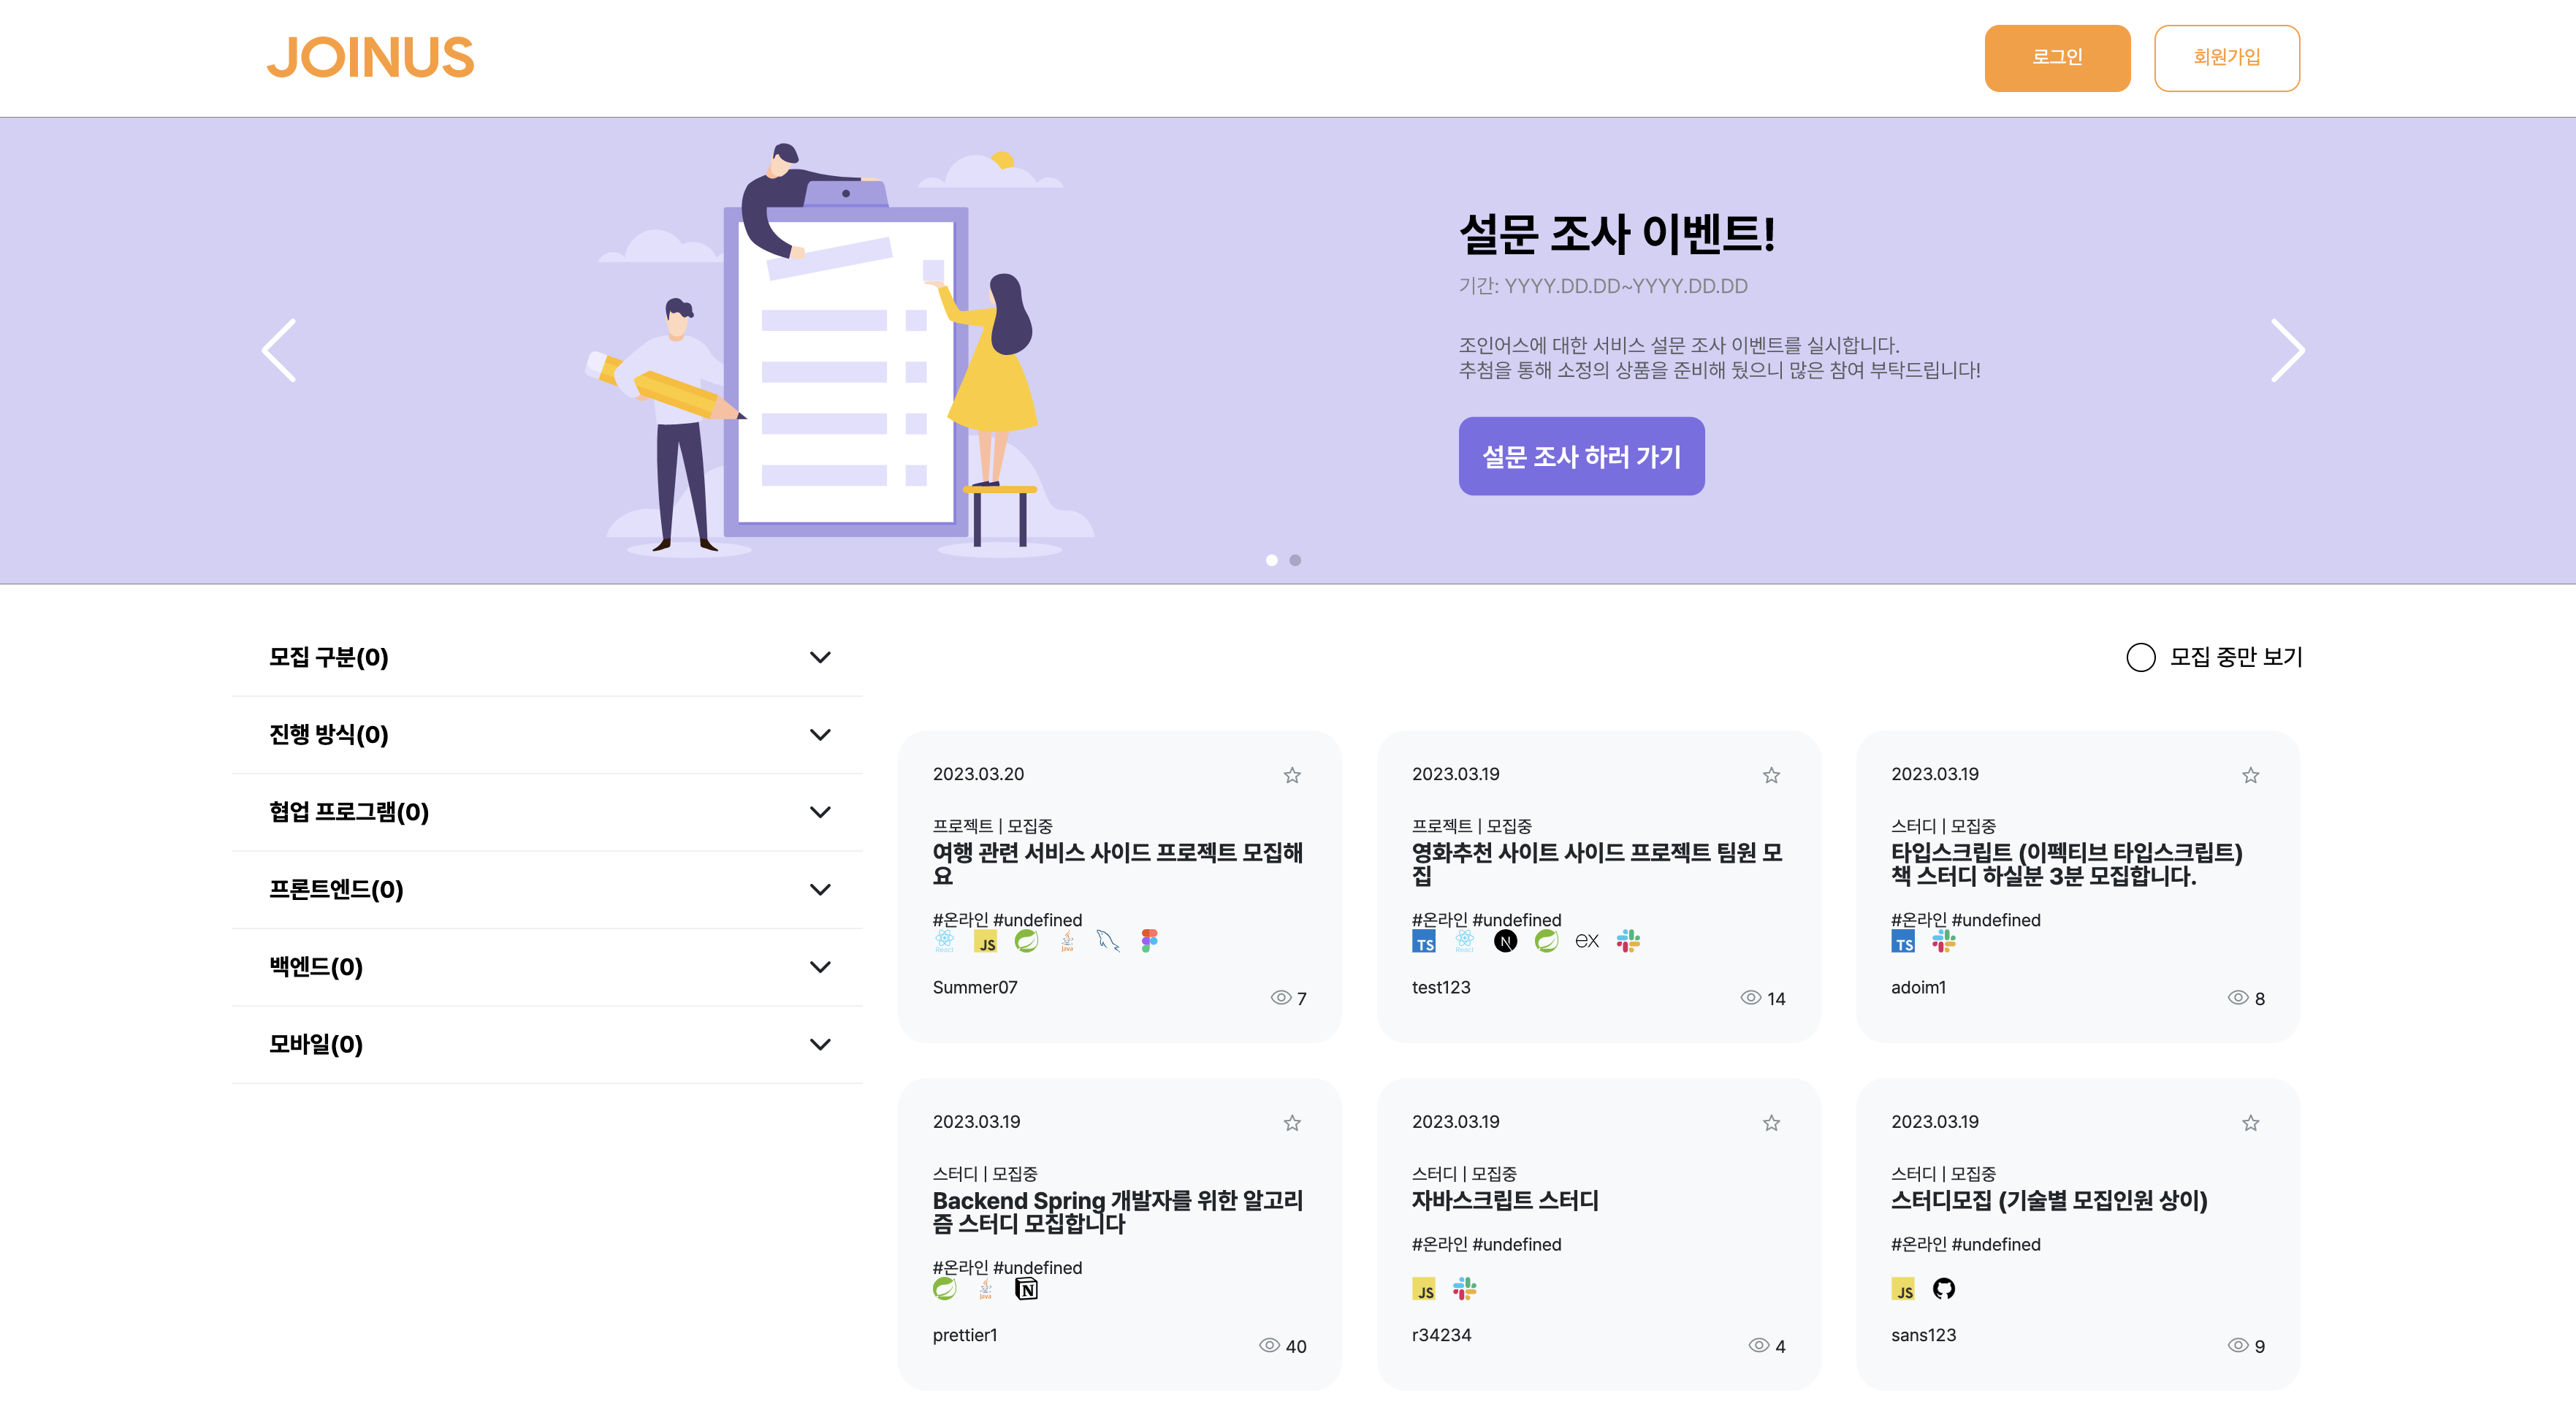 JOINUS
로그인
회원가입
설문 조사 이벤트!
기간: YYYY.DD.DD~YYYY.DD.DD
조인어스에 대한 서비스 설문 조사 이벤트를 실시합니다.
추첨을 통해 소정의 상품을 준비해 뒀으니 많은 참여 부탁드립니다!
설문 조사 하러 가기
모집 구분(0)
진행 방식(0)
협업 프로그램(0)
프론트엔드(0)
백엔드(0)
모바일(0)
모집 중만 보기
2023.03.20
프로젝트 | 모집중
여행 관련 서비스 사이드 프로젝트 모집해
요
#온라인 #undefined
React JS Java
Summer07
7
2023.03.19
프로젝트 | 모집중
영화추천 사이트 사이드 프로젝트 팀원 모
집
#온라인 #undefined
TS React N ex
test123
14
2023.03.19
스터디 | 모집중
타입스크립트 (이펙티브 타입스크립트)
책 스터디 하실분 3분 모집합니다.
#온라인 #undefined
TS
adoim1
8
2023.03.19
스터디 | 모집중
Backend Spring 개발자를 위한 알고리
즘 스터디 모집합니다
#온라인 #undefined
Java N
prettier1
40
2023.03.19
스터디 | 모집중
자바스크립트 스터디
#온라인 #undefined
JS
r34234
4
2023.03.19
스터디 | 모집중
스터디모집 (기술별 모집인원 상이)
#온라인 #undefined
JS
sans123
9